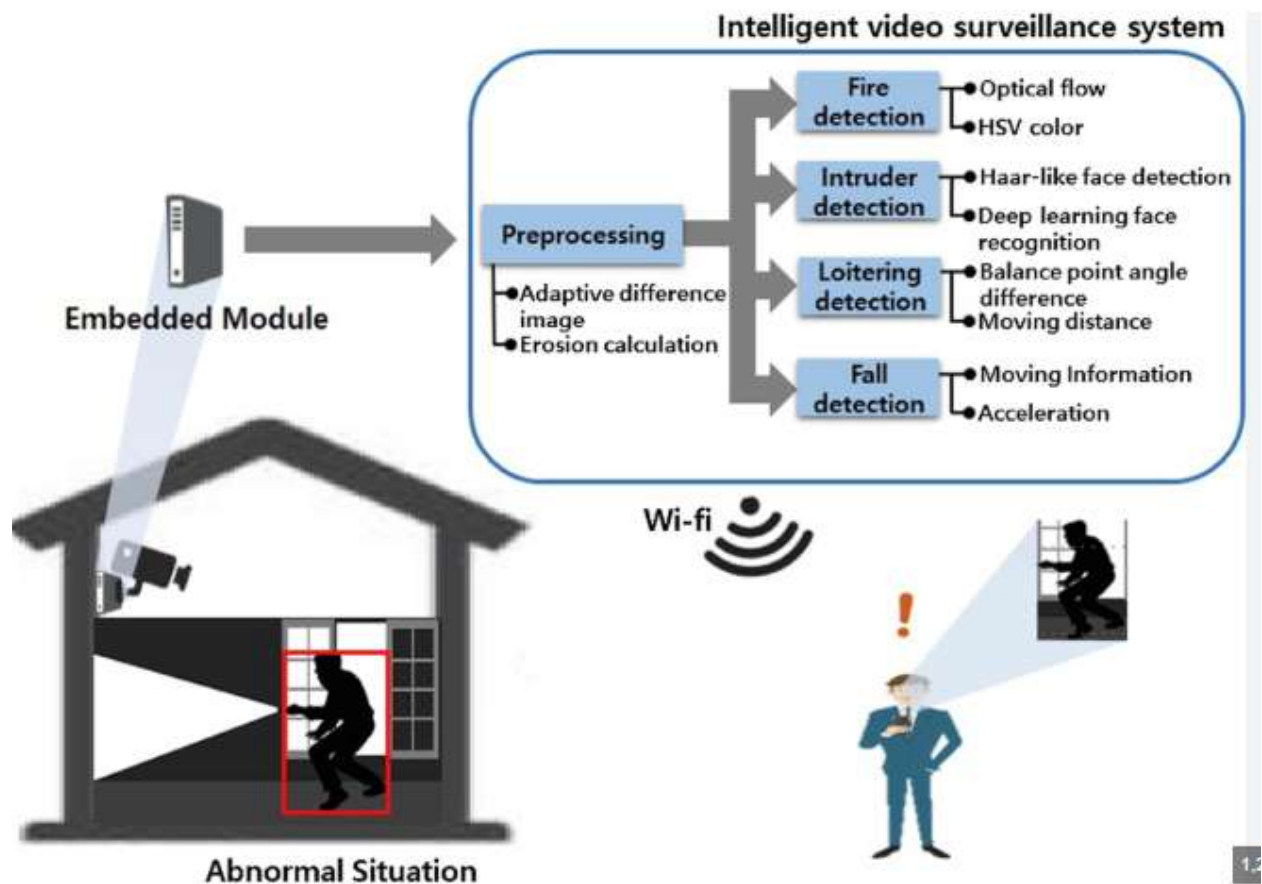 Intelligent video surveillance system
Fire
detection
Optical flow
HSV color
Intruder
detection
Haar-like face detection
Deep learning face
recognition
Preprocessing
Adaptive difference
image
Erosion calculation
Loitering
detection
Balance point angle
difference
Moving distance
Fall
detection
Moving Information
Acceleration
Embedded Module
Wi-fi
!
Abnormal Situation